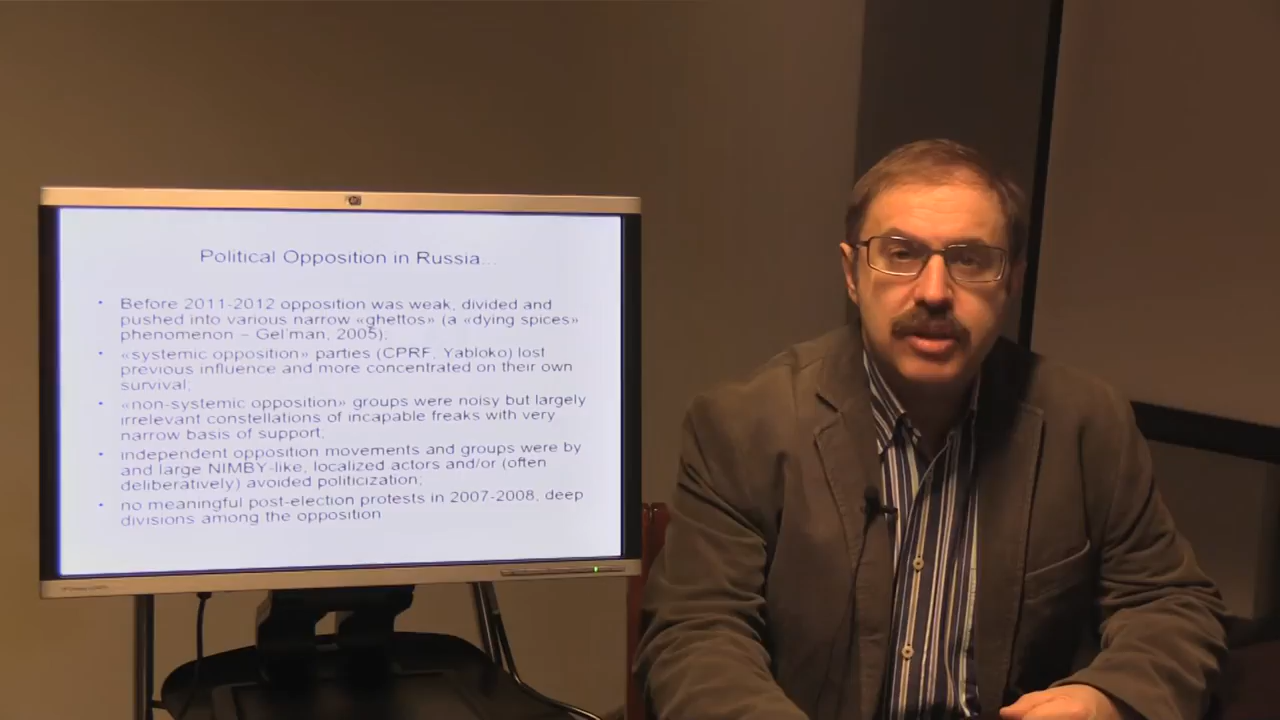 Political Opposition in Russia...
• Before 2011-2012 opposition was weak, divided and
pushed into various narrow «ghettos» (a «dying spices»
phenomenon – Gel'man, 2005);
• «systemic opposition» parties (CPRF, Yabloko) lost
previous influence and more concentrated on their own
survival;
• «non-systemic opposition» groups were noisy but largely
irrelevant constellations of incapable freaks with very
narrow basis of support;
• independent opposition movements and groups were by
and large NIMBY-like, localized actors and/or (often
deliberatively) avoided politicization;
• no meaningful post-election protests in 2007-2008, deep
divisions among the opposition
hp